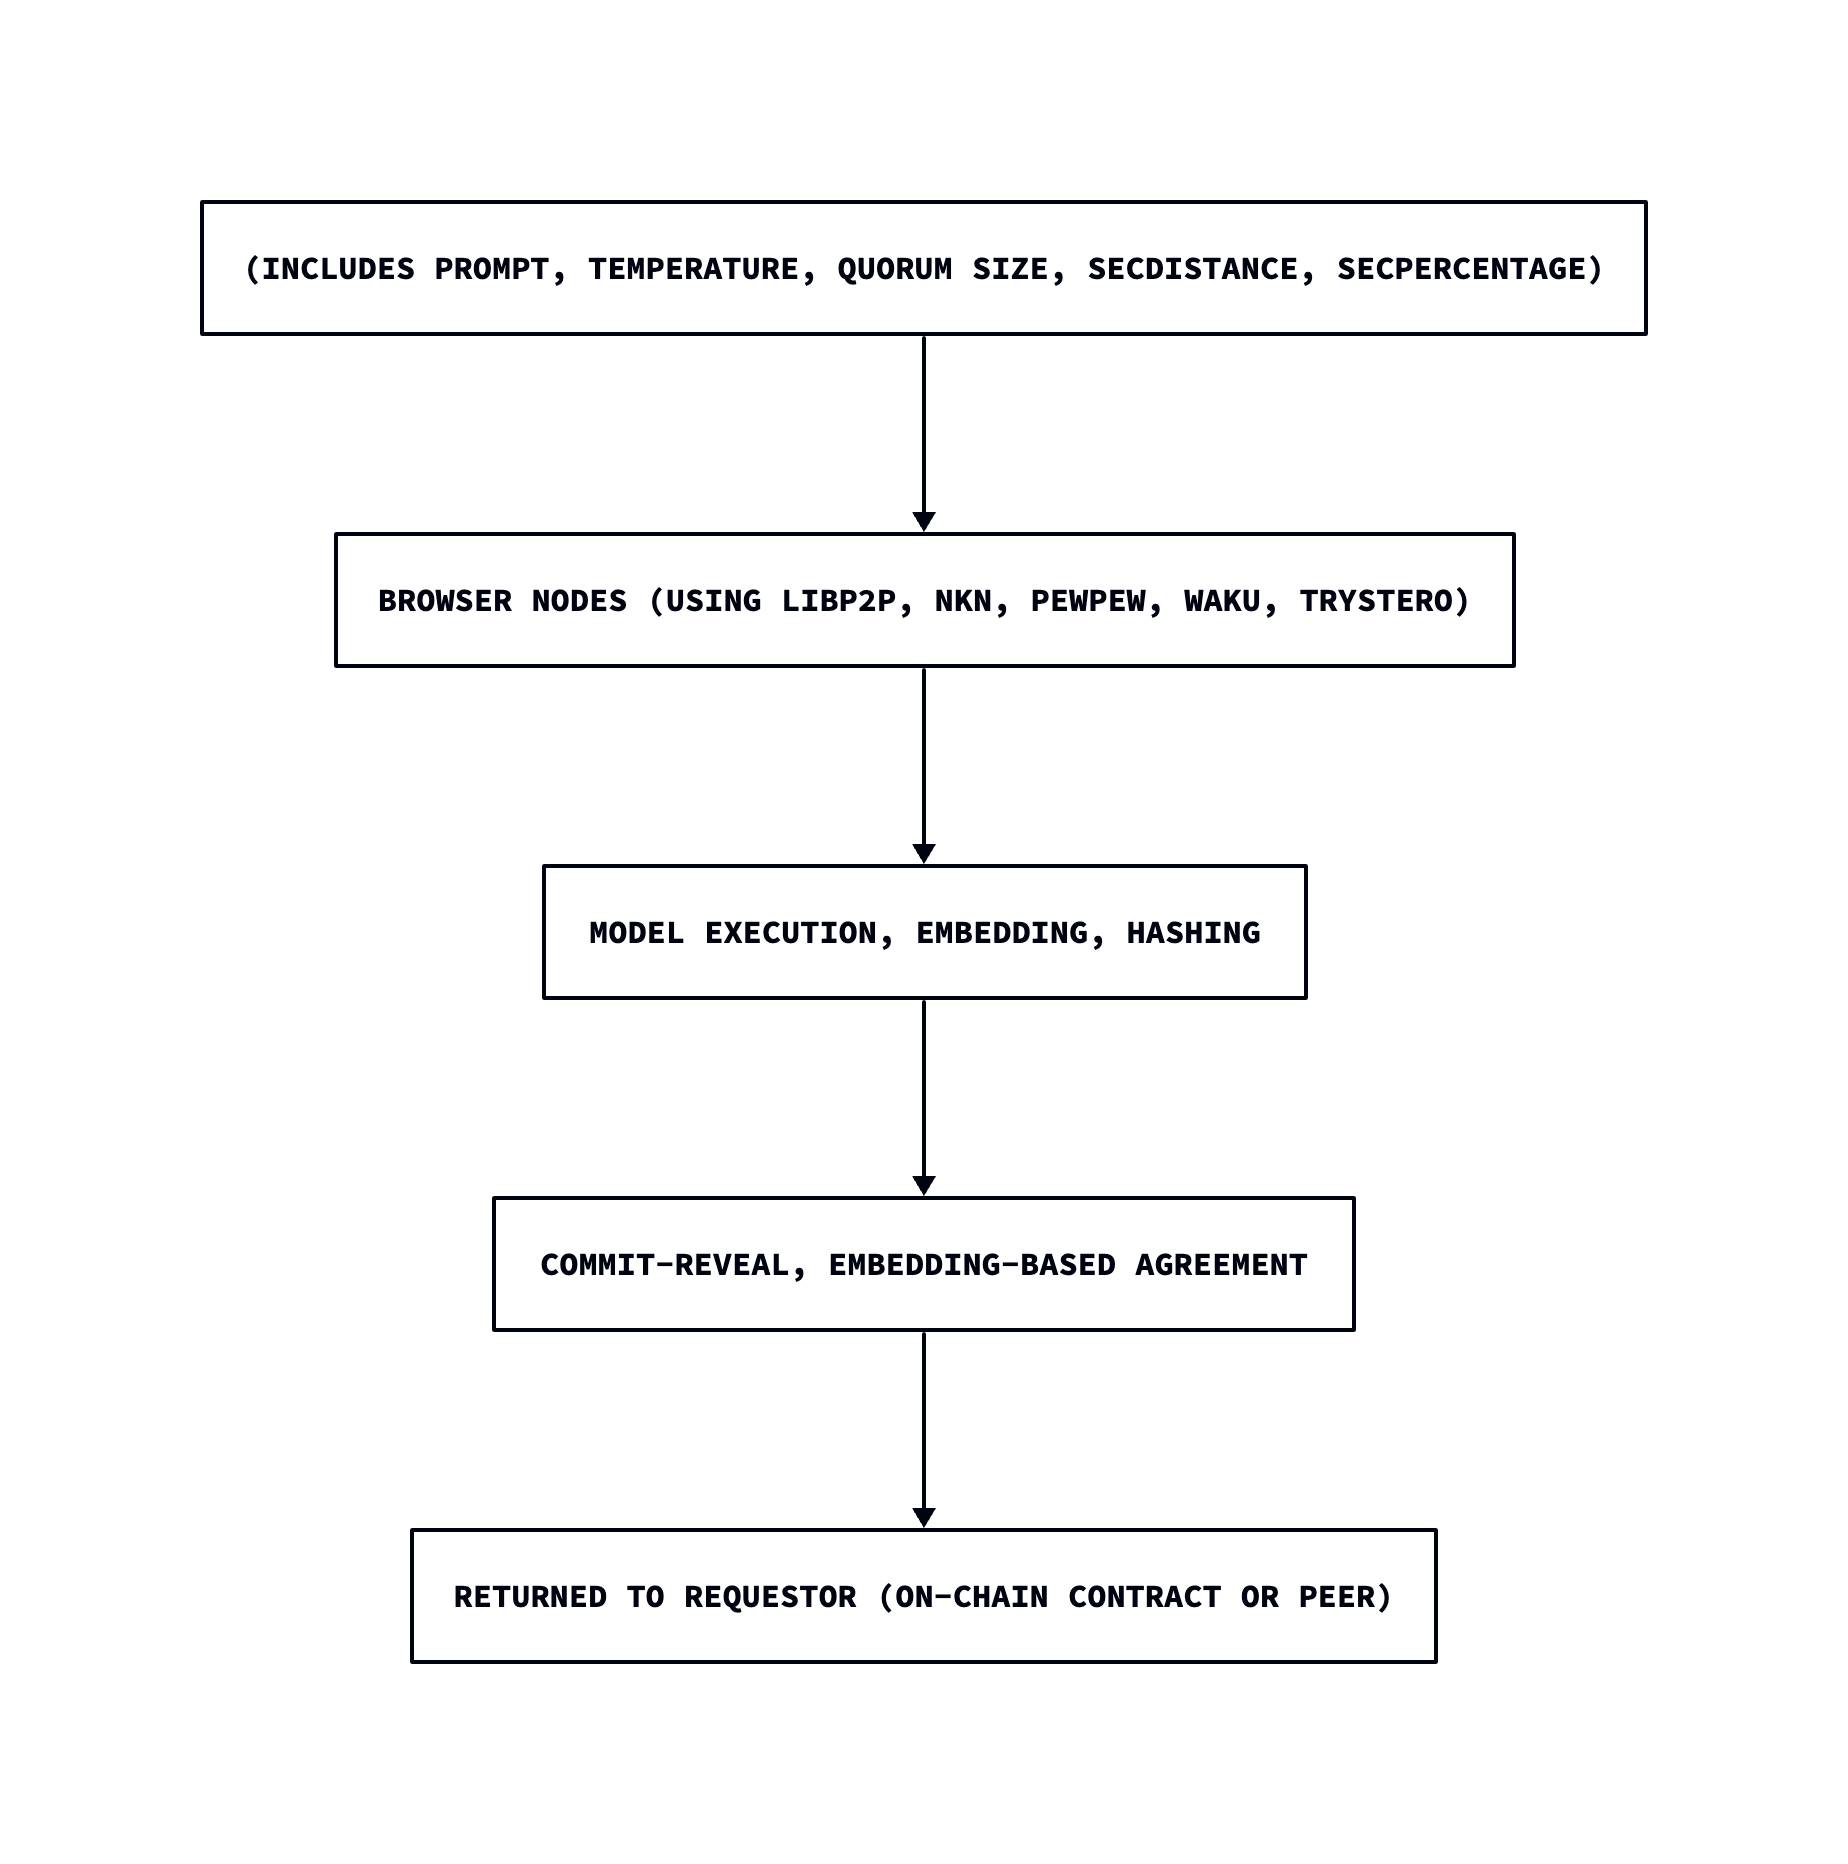 (INCLUDES PROMPT, TEMPERATURE, QUORUM SIZE, SECDISTANCE, SECPERCENTAGE)
BROWSER NODES (USING LIBP2P, NKN, PEWPEW, WAKU, TRYSTERO)
MODEL EXECUTION, EMBEDDING, HASHING
COMMIT-REVEAL, EMBEDDING-BASED AGREEMENT
RETURNED TO REQUESTOR (ON-CHAIN CONTRACT OR PEER)